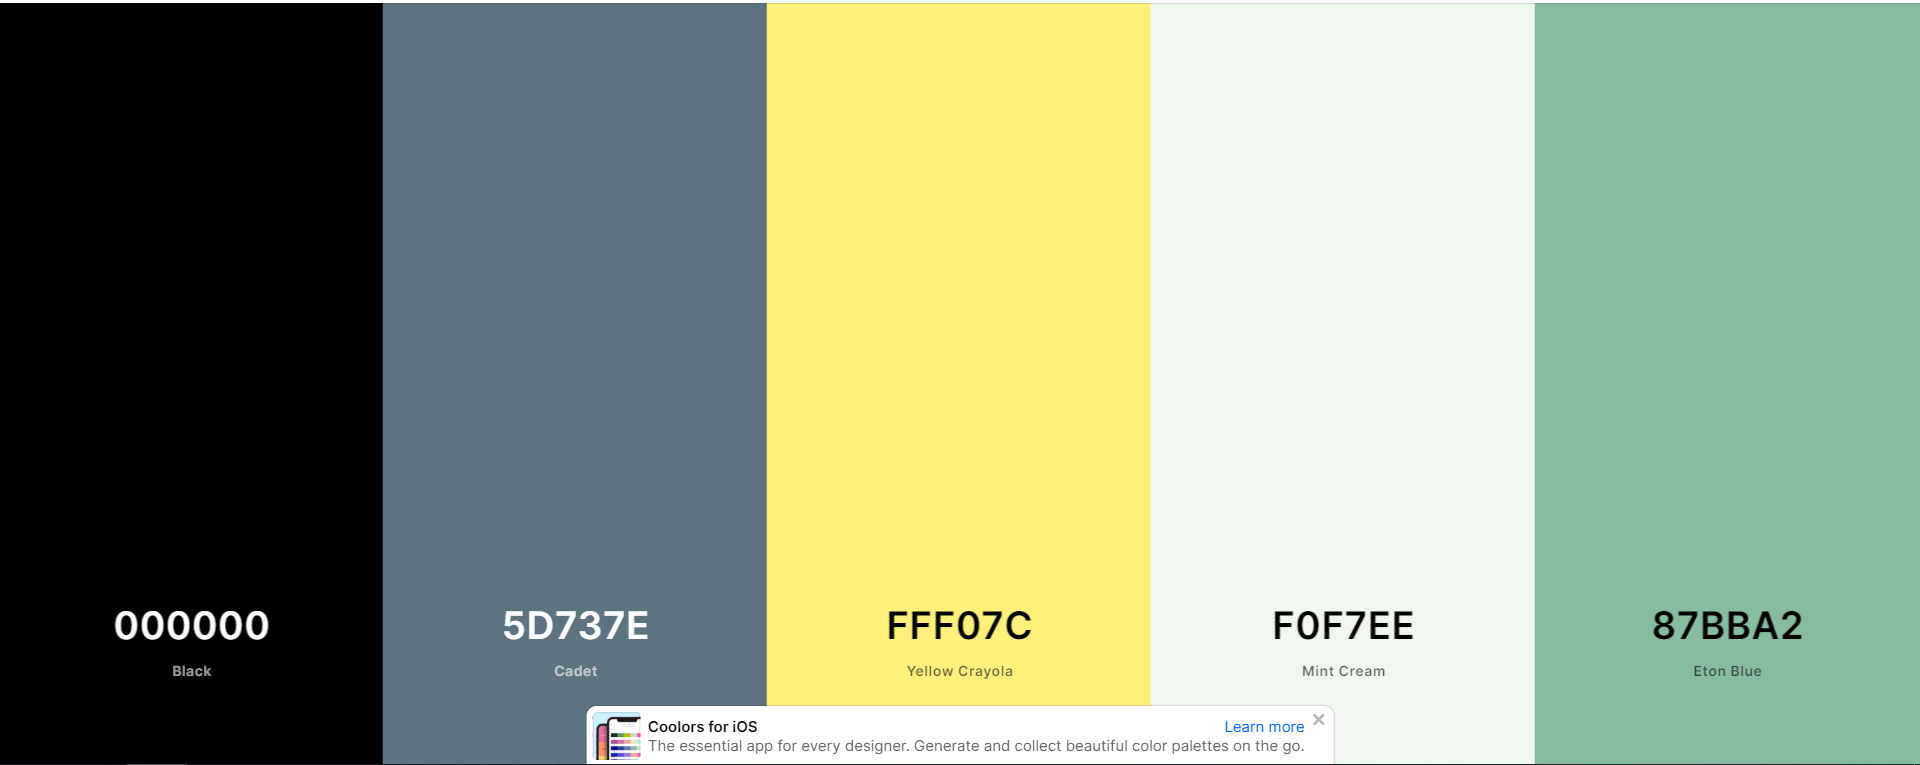 000000
Black
5D737E
Cadet
FFF07C
Yellow Crayola
F0F7EE
Mint Cream
87BBA2
Eton Blue
Coolors for iOS
Learn more
The essential app for every designer. Generate and collect beautiful color palettes on the go.